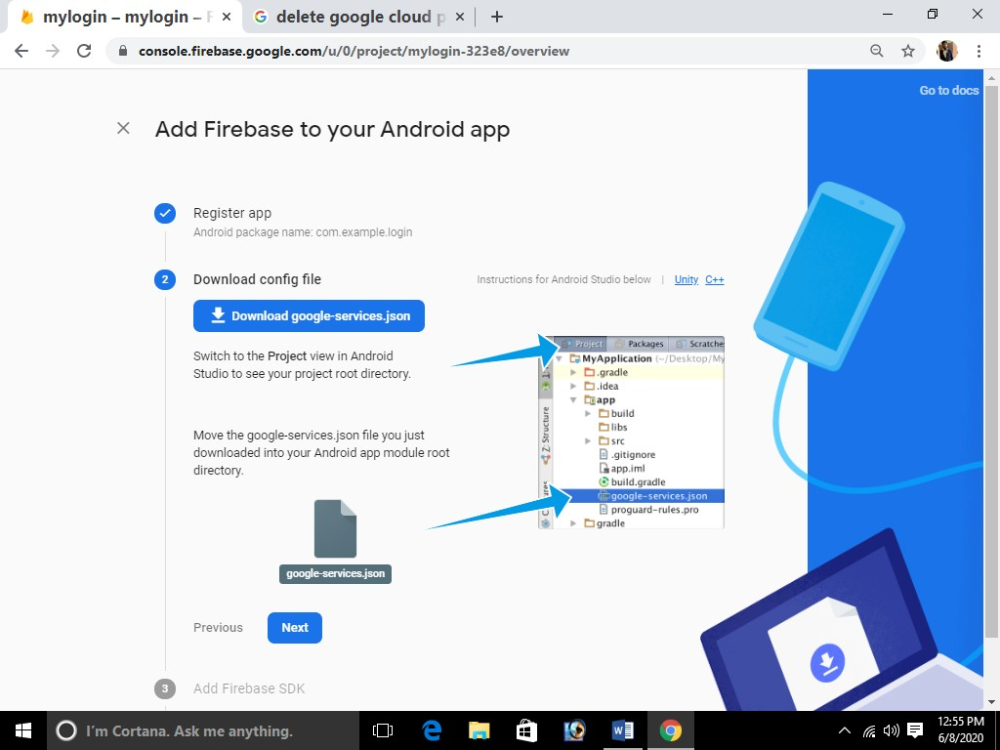 mylogin – mylogin –
delete google cloud p
console.firebase.google.com/u/0/project/mylogin-323e8/overview
Go to docs
Add Firebase to your Android app
Register app
Android package name: com.example.login
2
Download config file
Instructions for Android Studio below | Unity C++
Download google-services.json
Switch to the Project view in Android
Studio to see your project root directory.
Move the google-services.json file you just
downloaded into your Android app module root
directory.
google-services.json
Project Packages Scratche
MyApplication (~/Desktop/My
.gradle
.idea
app
build
libs
src
.gitignore
app.iml
build.gradle
google-services.json
proguard-rules.pro
gradle
Z: Structure
Previous
Next
3
Add Firebase SDK
I'm Cortana. Ask me anything.
12:55 PM
6/8/2020